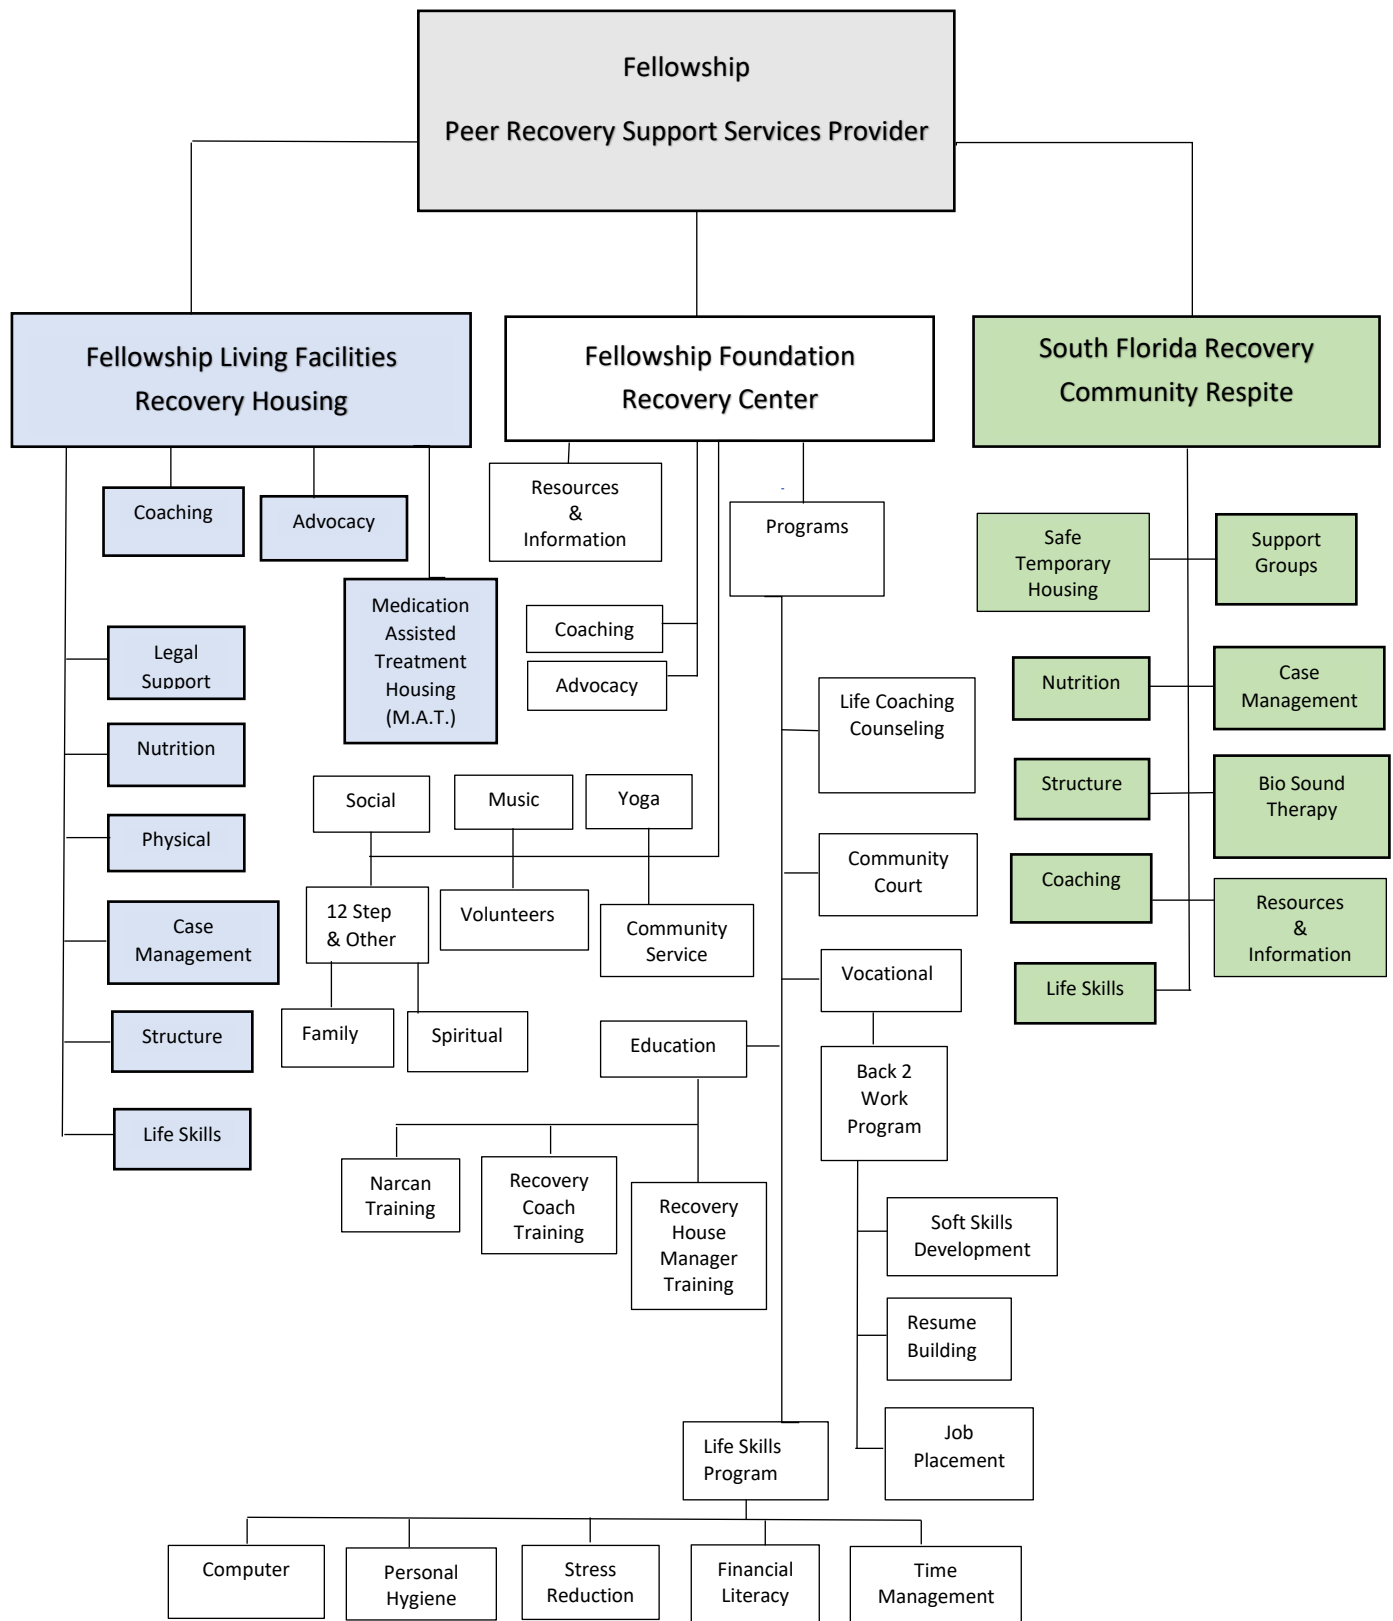 Fellowship
Peer Recovery Support Services Provider
Fellowship Living Facilities
Recovery Housing
Fellowship Foundation
Recovery Center
South Florida Recovery
Community Respite
Coaching
Advocacy
Medication
Assisted
Treatment
Housing
(M.A.T.)
Legal
Support
Nutrition
Physical
Case
Management
Structure
Life Skills
Resources
&
Information
Programs
Coaching
Advocacy
Social
Music
Yoga
12 Step
& Other
Volunteers
Community
Service
Family
Spiritual
Life Coaching
Counseling
Community
Court
Vocational
Education
Back 2
Work
Program
Narcan
Training
Recovery
Coach
Training
Recovery
House
Manager
Training
Soft Skills
Development
Resume
Building
Job
Placement
Life Skills
Program
Computer
Personal
Hygiene
Stress
Reduction
Financial
Literacy
Time
Management
Safe
Temporary
Housing
Support
Groups
Nutrition
Case
Management
Structure
Bio Sound
Therapy
Coaching
Resources
&
Information
Life Skills